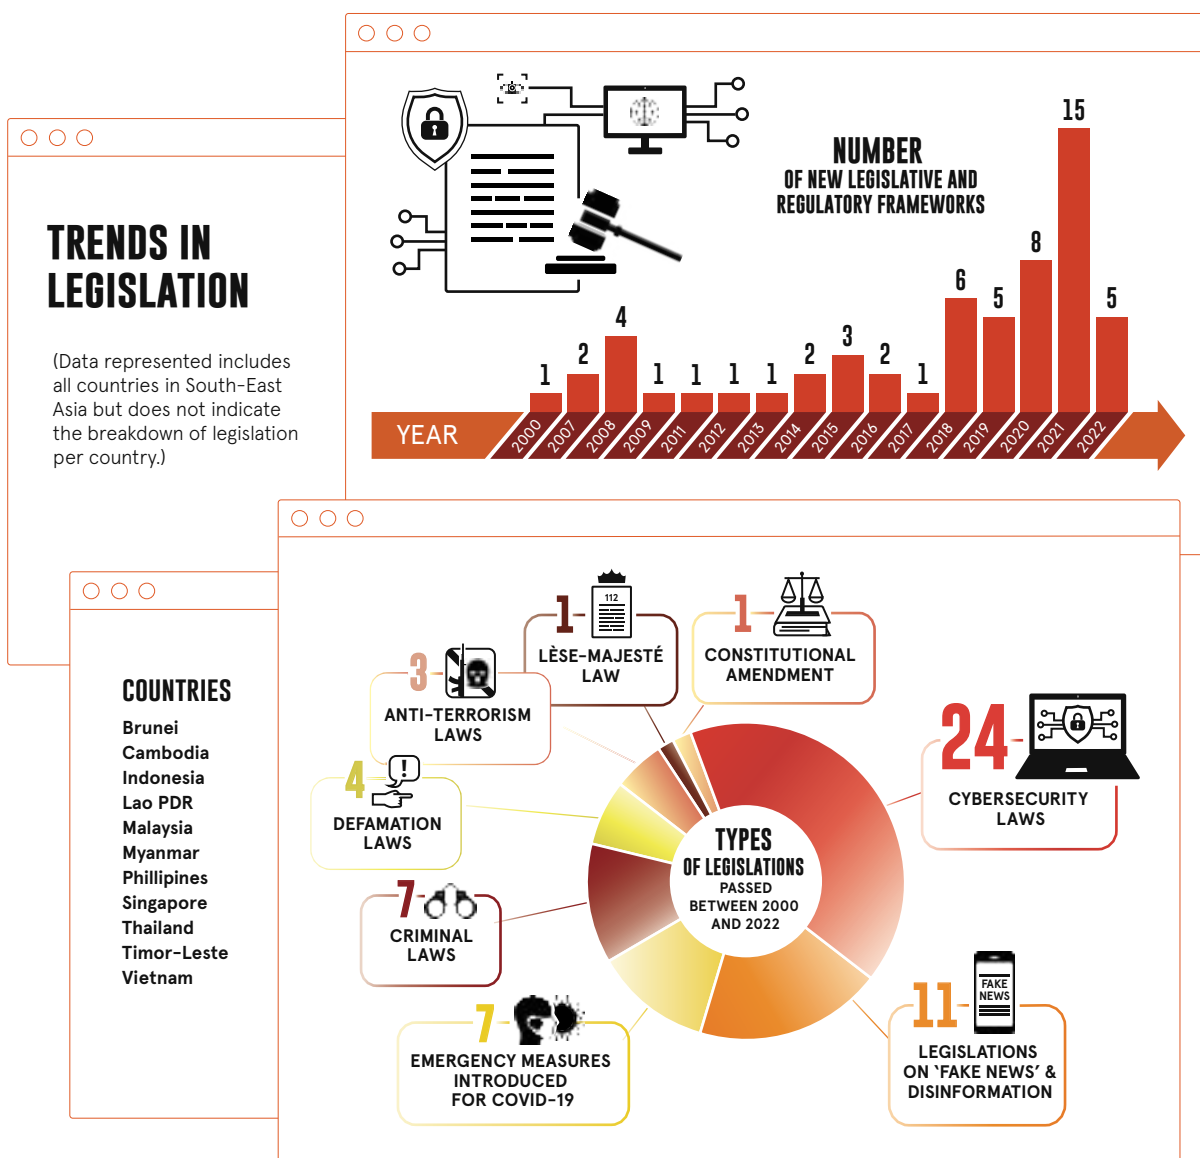 TRENDS IN
LEGISLATION
(Data represented includes
all countries in South-East
Asia but does not indicate
the breakdown of legislation
per country.)
NUMBER
OF NEW LEGISLATIVE AND
REGULATORY FRAMEWORKS
1
2
4
1
1
1
1
2
3
2
1
6
5
8
15
5
YEAR
2000
2007
2008
2009
2011
2012
2013
2014
2015
2016
2017
2018
2019
2020
2021
2022
COUNTRIES
Brunei
Cambodia
Indonesia
Lao PDR
Malaysia
Myanmar
Phillipines
Singapore
Thailand
Timor-Leste
Vietnam
TYPES
OF LEGISLATIONS
PASSED
BETWEEN 2000
AND 2022
1
112
LÈSE-MAJESTÉ
LAW
1
CONSTITUTIONAL
AMENDMENT
24
CYBERSECURITY
LAWS
11
FAKE
NEWS
LEGISLATIONS
ON ‘FAKE NEWS’ &
DISINFORMATION
7
EMERGENCY MEASURES
INTRODUCED
FOR COVID-19
7
CRIMINAL
LAWS
4
!
DEFAMATION
LAWS
3
ANTI-TERRORISM
LAWS